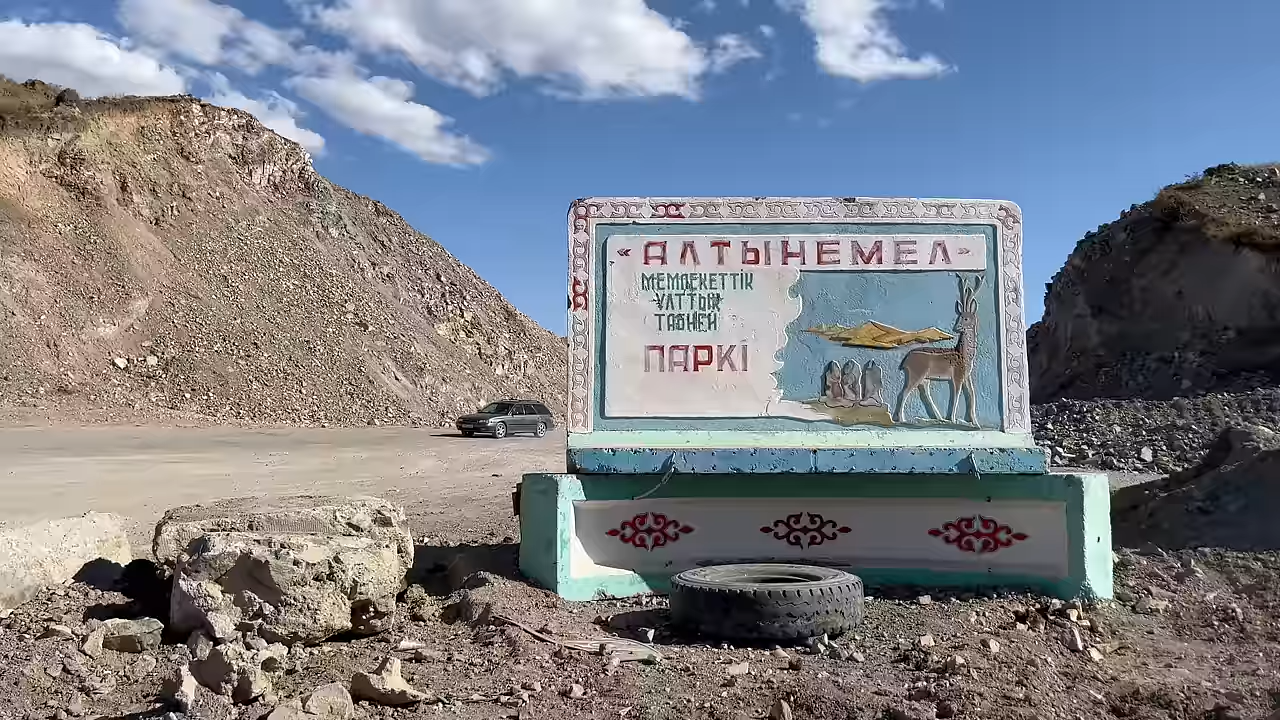 «АЛТЫНЕМЕЛ»
МЕМЛЕКЕТТІК
ҰЛТТЫҚ
ТАБИҒИ
ПАРКІ